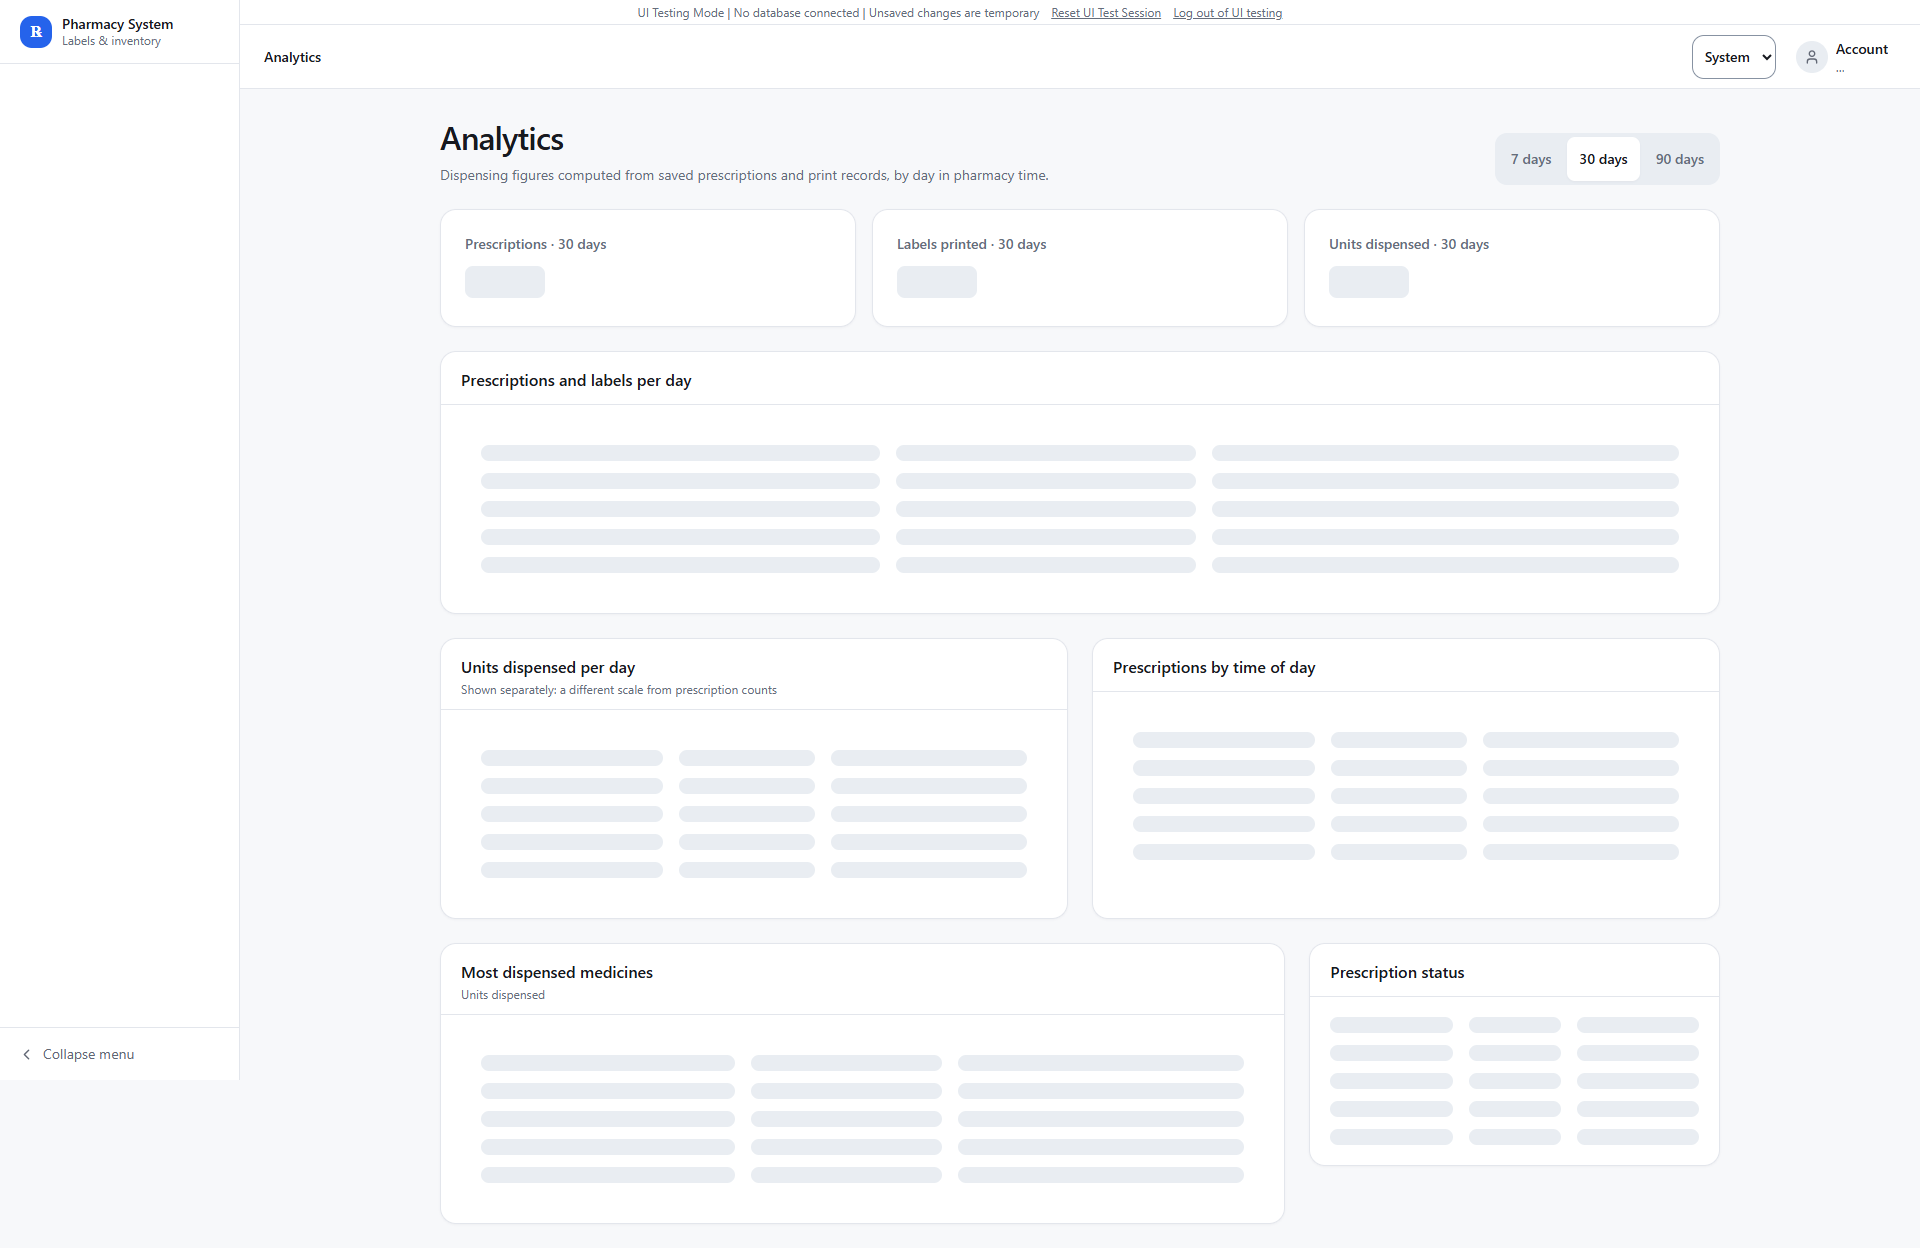 UI Testing Mode | No database connected | Unsaved changes are temporary Reset UI Test Session Log out of UI testing
Pharmacy System
Labels & inventory
Analytics
System
Account
...
Analytics
Dispensing figures computed from saved prescriptions and print records, by day in pharmacy time.
7 days 30 days 90 days
Prescriptions · 30 days
Labels printed · 30 days
Units dispensed · 30 days
Prescriptions and labels per day
Units dispensed per day
Shown separately: a different scale from prescription counts
Prescriptions by time of day
Most dispensed medicines
Units dispensed
Prescription status
Collapse menu